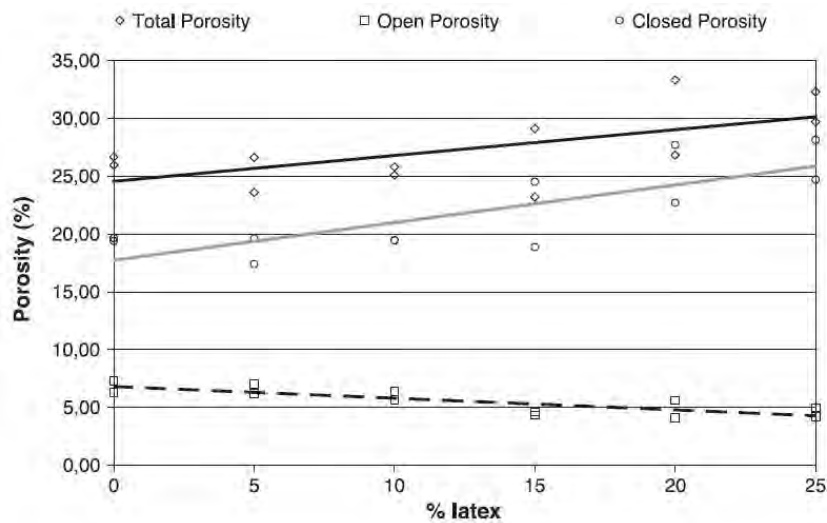 Total Porosity Open Porosity Closed Porosity
35,00
30,00
25,00
20,00
15,00
10,00
5,00
0,00
Porosity (%)
0 5 10 15 20 25
% latex